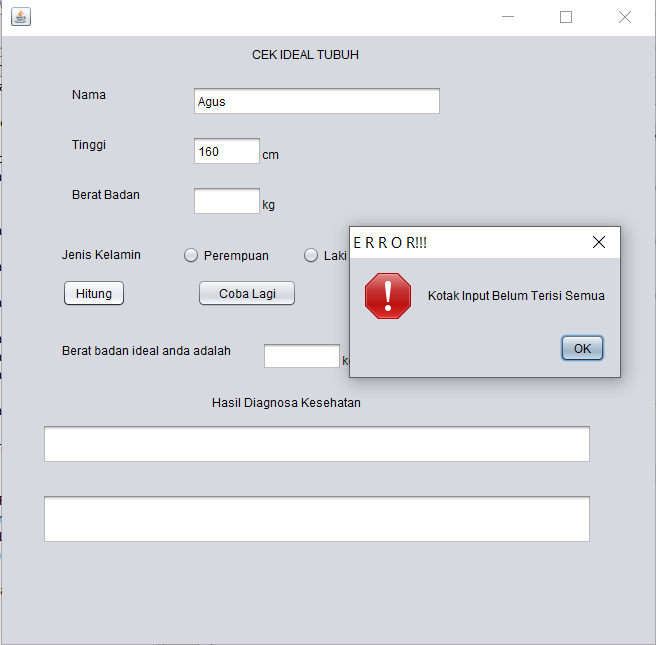 CEK IDEAL TUBUH
Nama
Agus
Tinggi
160
cm
Berat Badan
kg
Jenis Kelamin
Perempuan
Laki
E R R O R!!!
Kotak Input Belum Terisi Semua
OK
Hitung
Coba Lagi
Berat badan ideal anda adalah
Hasil Diagnosa Kesehatan